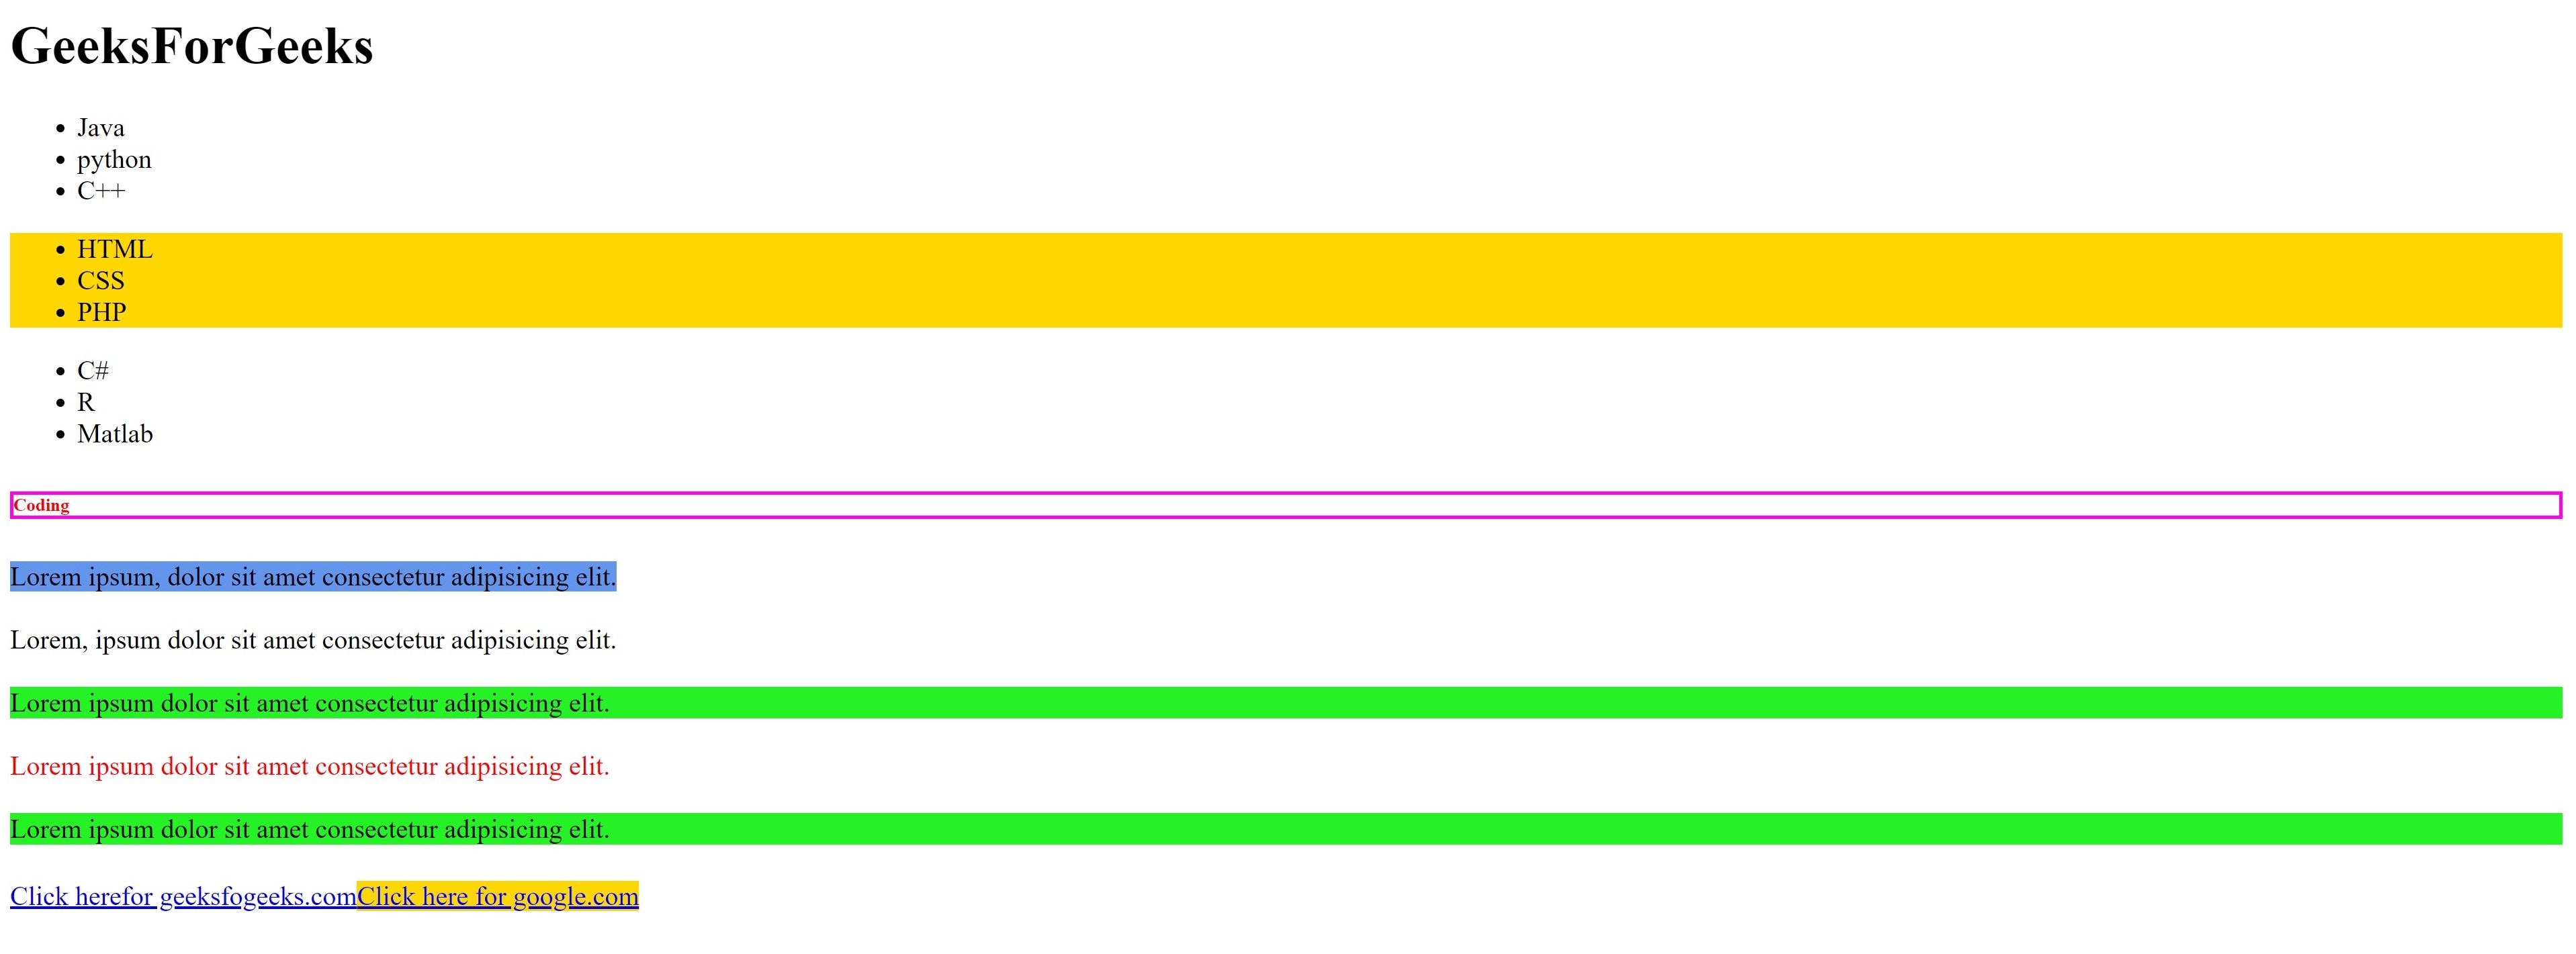 GeeksForGeeks
Java
python
C++
HTML
CSS
PHP
C#
R
Matlab
Coding
Lorem ipsum, dolor sit amet consectetur adipisicing elit.
Lorem, ipsum dolor sit amet consectetur adipisicing elit.
Lorem ipsum dolor sit amet consectetur adipisicing elit.
Lorem ipsum dolor sit amet consectetur adipisicing elit.
Lorem ipsum dolor sit amet consectetur adipisicing elit.
Click herefor geeksfogeeks.comClick here for google.com